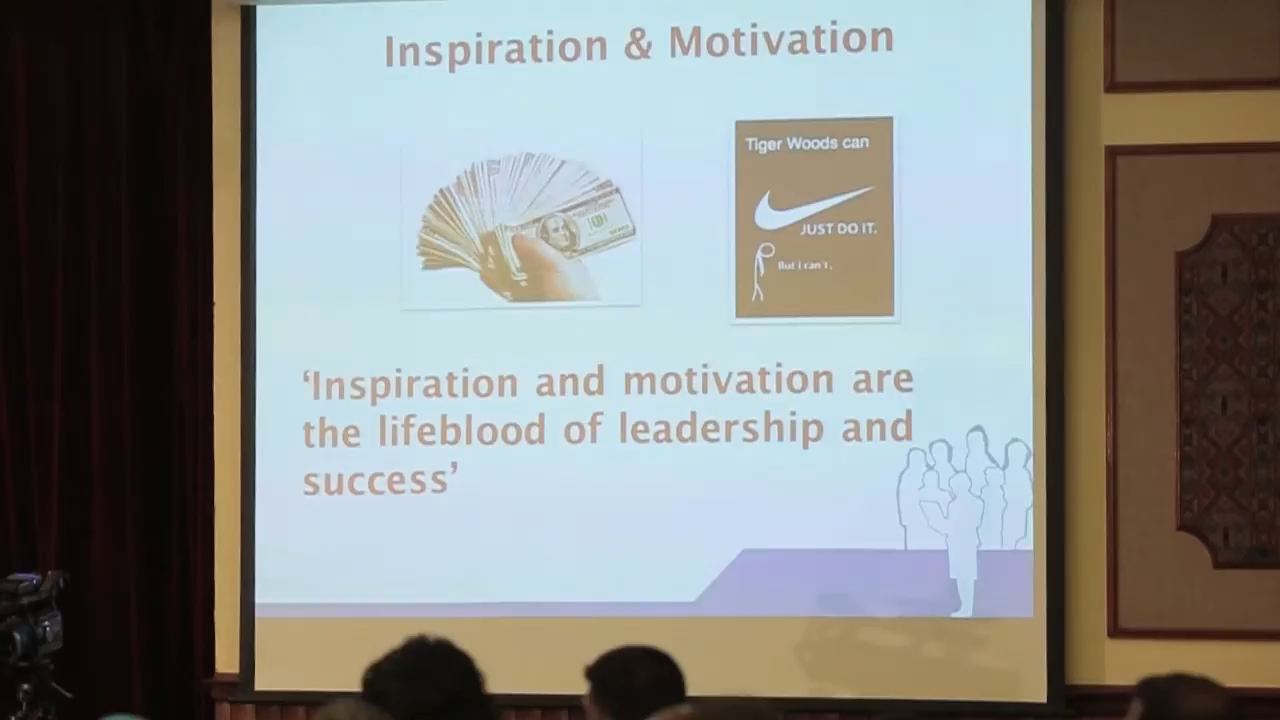 Inspiration & Motivation
Tiger Woods can
JUST DO IT.
But i can't.
‘Inspiration and motivation are
the lifeblood of leadership and
success’